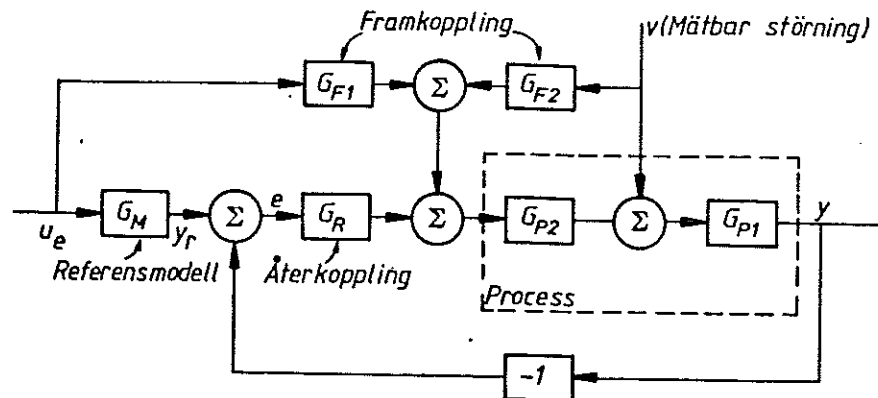 Framkoppling
v(Mätbar störning)
G_F1
Σ
G_F2
G_M
Σ
e
G_R
Σ
G_P2
Σ
G_P1
y
u_e
y_r
Referensmodell
Återkoppling
Process
-1